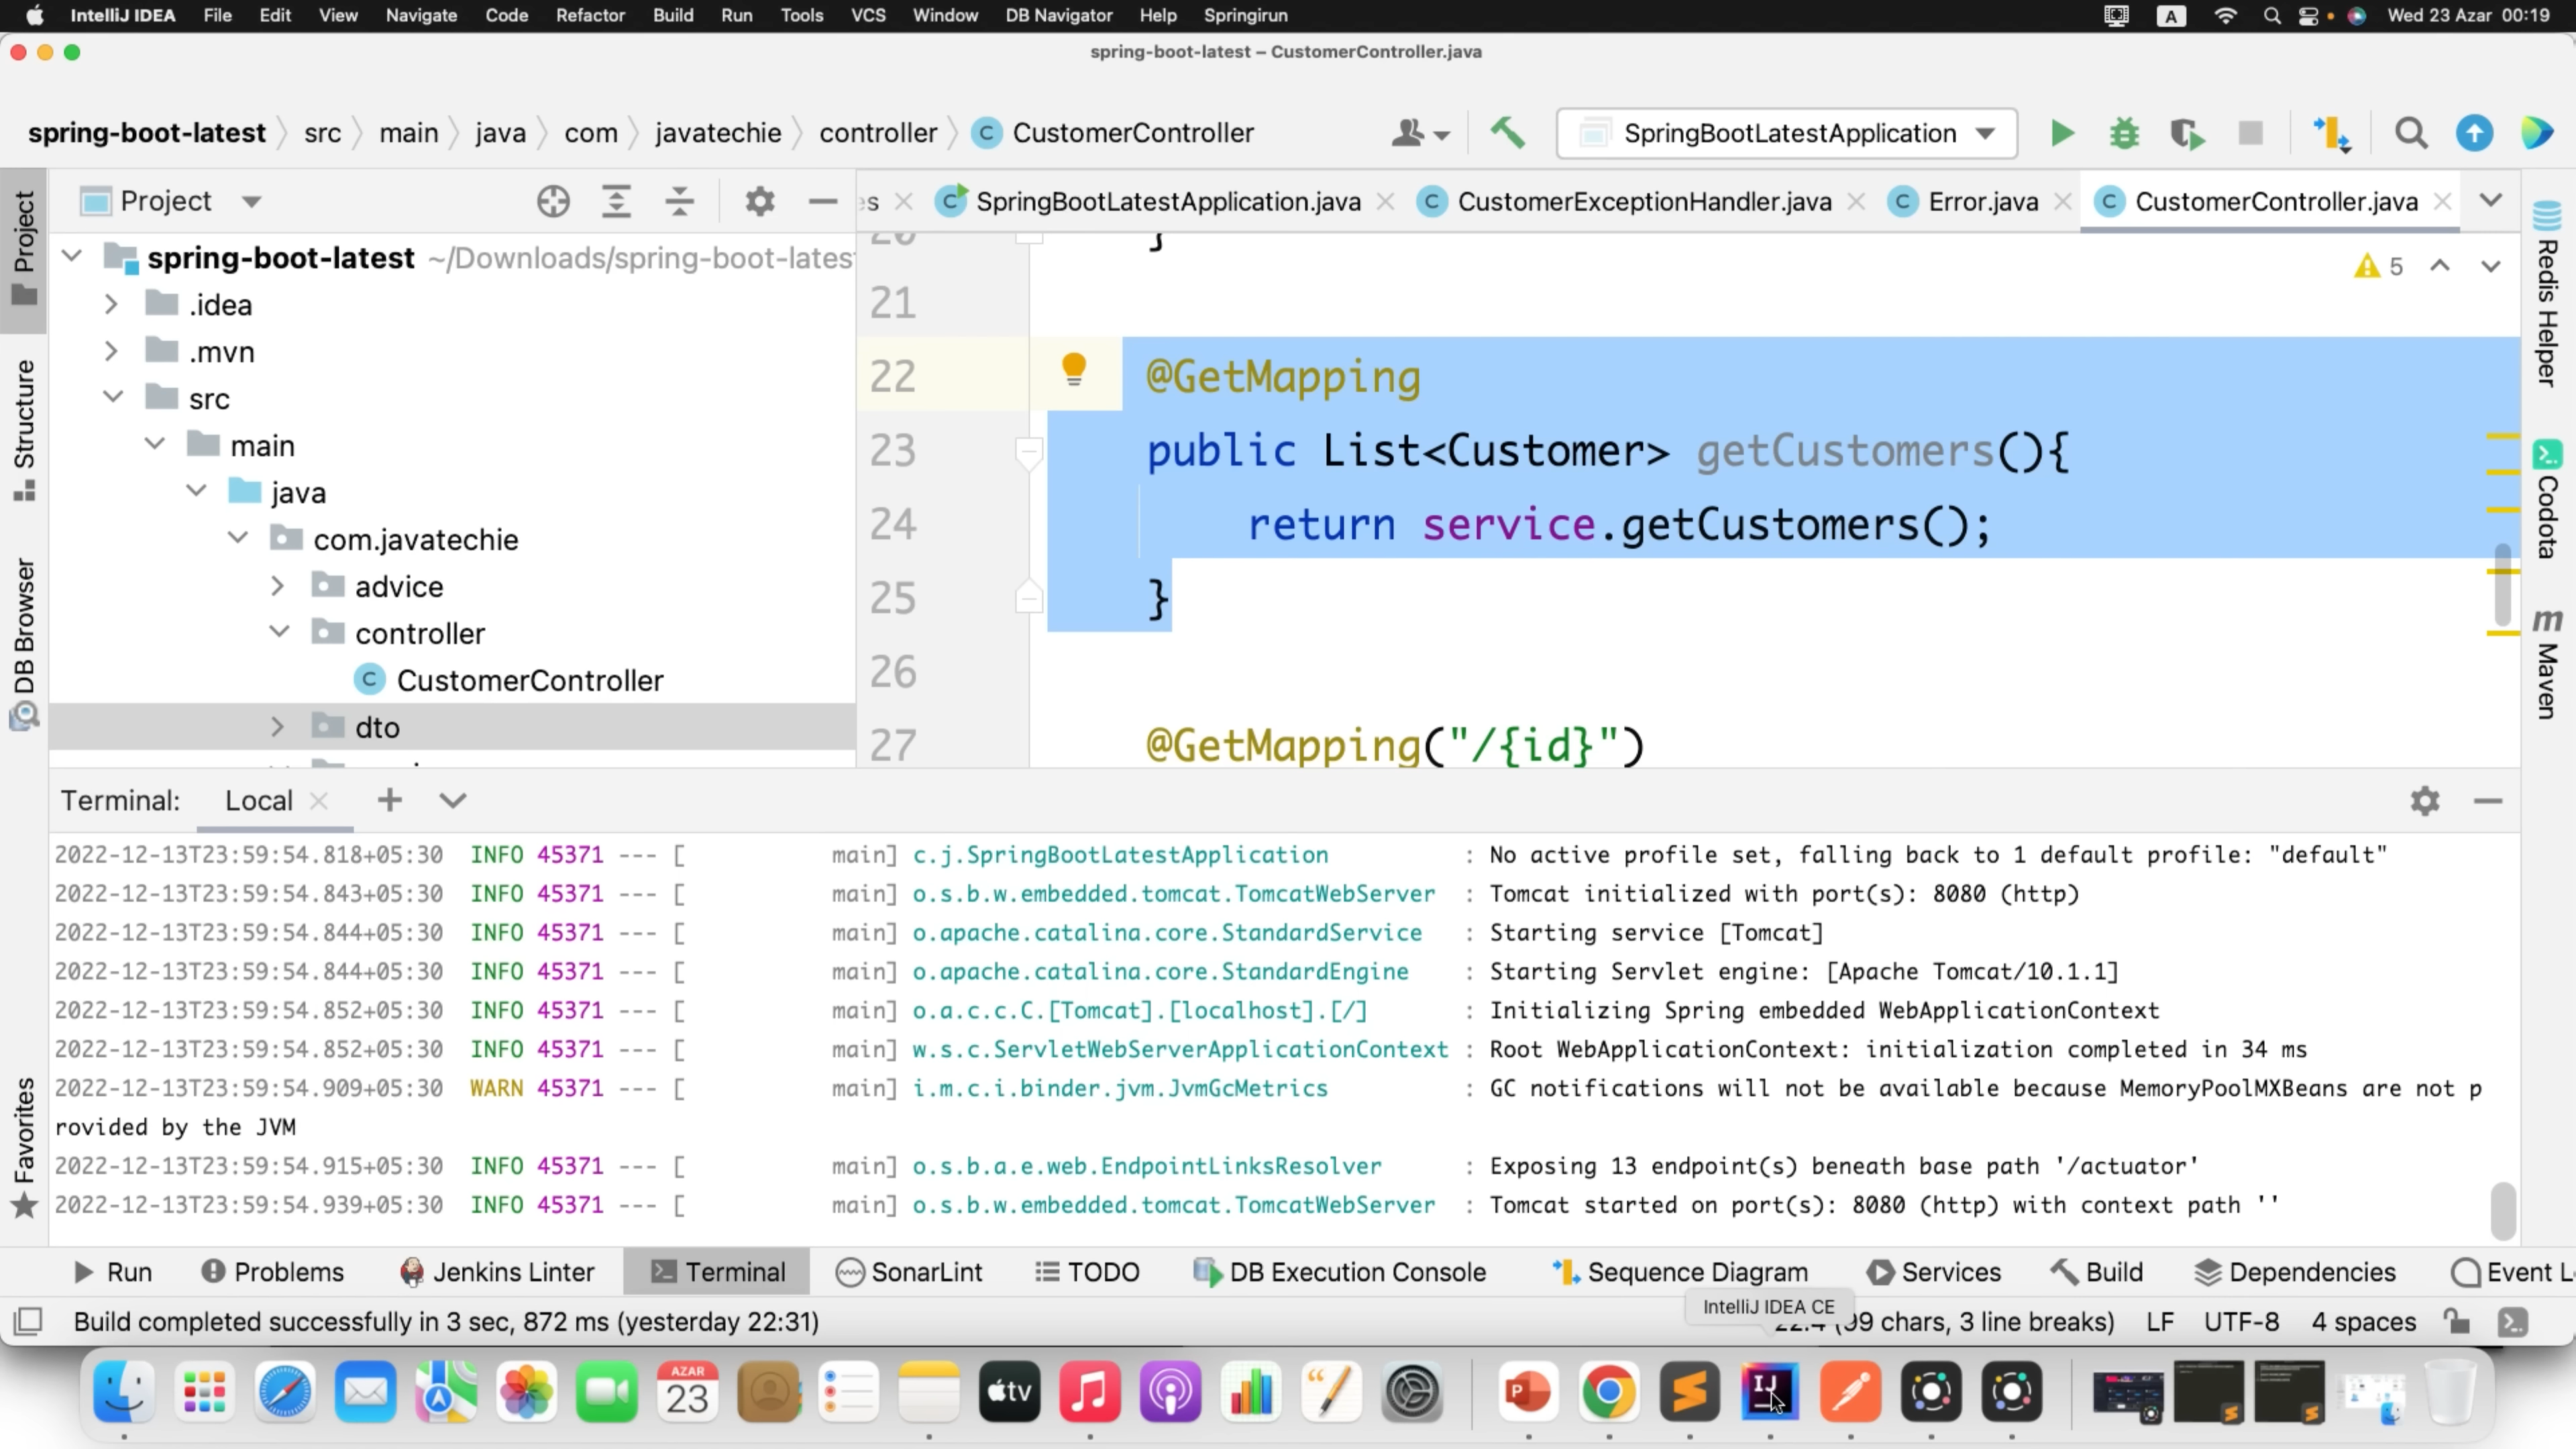 IntelliJ IDEA File Edit View Navigate Code Refactor Build Run Tools VCS Window DB Navigator Help Springirun A Wed 23 Azar 00:19
spring-boot-latest – CustomerController.java
spring-boot-latest src main java com javatechie controller C CustomerController SpringBootLatestApplication
Project
Structure
DB Browser
Favorites
Project
spring-boot-latest ~/Downloads/spring-boot-lates
.idea
.mvn
src
main
java
com.javatechie
advice
controller
C CustomerController
dto
es C SpringBootLatestApplication.java C CustomerExceptionHandler.java C Error.java C CustomerController.java
20 }
5
21
22 @GetMapping
23 public List<Customer> getCustomers(){
24 return service.getCustomers();
25 }
26
27 @GetMapping("/{id}")
Redis Helper
Codota
m Maven
Terminal: Local
2022-12-13T23:59:54.818+05:30 INFO 45371 --- [ main] c.j.SpringBootLatestApplication : No active profile set, falling back to 1 default profile: "default"
2022-12-13T23:59:54.843+05:30 INFO 45371 --- [ main] o.s.b.w.embedded.tomcat.TomcatWebServer : Tomcat initialized with port(s): 8080 (http)
2022-12-13T23:59:54.844+05:30 INFO 45371 --- [ main] o.apache.catalina.core.StandardService : Starting service [Tomcat]
2022-12-13T23:59:54.844+05:30 INFO 45371 --- [ main] o.apache.catalina.core.StandardEngine : Starting Servlet engine: [Apache Tomcat/10.1.1]
2022-12-13T23:59:54.852+05:30 INFO 45371 --- [ main] o.a.c.c.C.[Tomcat].[localhost].[/] : Initializing Spring embedded WebApplicationContext
2022-12-13T23:59:54.852+05:30 INFO 45371 --- [ main] w.s.c.ServletWebServerApplicationContext : Root WebApplicationContext: initialization completed in 34 ms
2022-12-13T23:59:54.909+05:30 WARN 45371 --- [ main] i.m.c.i.binder.jvm.JvmGcMetrics : GC notifications will not be available because MemoryPoolMXBeans are not p
rovided by the JVM
2022-12-13T23:59:54.915+05:30 INFO 45371 --- [ main] o.s.b.a.e.web.EndpointLinksResolver : Exposing 13 endpoint(s) beneath base path '/actuator'
2022-12-13T23:59:54.939+05:30 INFO 45371 --- [ main] o.s.b.w.embedded.tomcat.TomcatWebServer : Tomcat started on port(s): 8080 (http) with context path ''
Run Problems Jenkins Linter Terminal SonarLint TODO DB Execution Console Sequence Diagram Services Build Dependencies Event L
IntelliJ IDEA CE
Build completed successfully in 3 sec, 872 ms (yesterday 22:31) 22:4 (99 chars, 3 line breaks) LF UTF-8 4 spaces
AZAR
23
tv
P
IJ